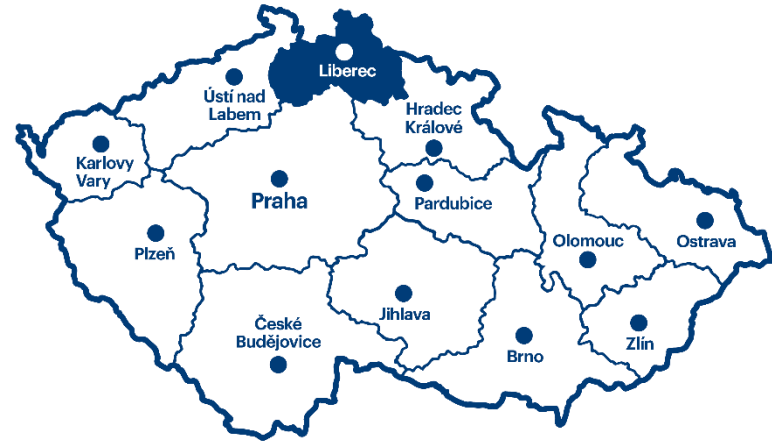 Liberec
Ústí nad
Labem
Hradec
Králové
Karlovy
Vary
Praha
Pardubice
Plzeň
Olomouc
Ostrava
České
Budějovice
Jihlava
Brno
Zlín